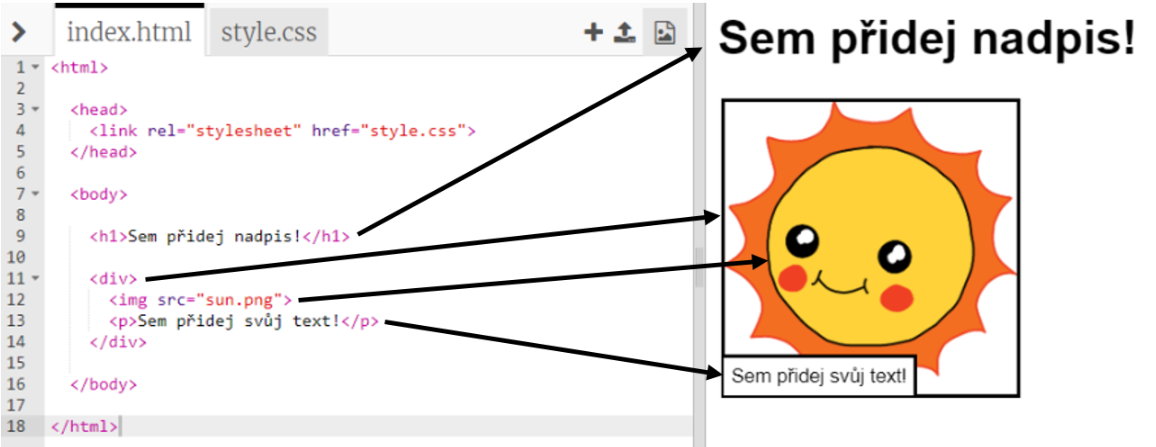 index.html style.css
Sem přidej nadpis!
1 <html>
2
3 <head>
4 <link rel="stylesheet" href="style.css">
5 </head>
6
7 <body>
8
9 <h1>Sem přidej nadpis!</h1>
10
11 <div>
12 <img src="sun.png">
13 <p>Sem přidej svůj text!</p>
14 </div>
15
16 </body>
17
18 </html>
Sem přidej svůj text!